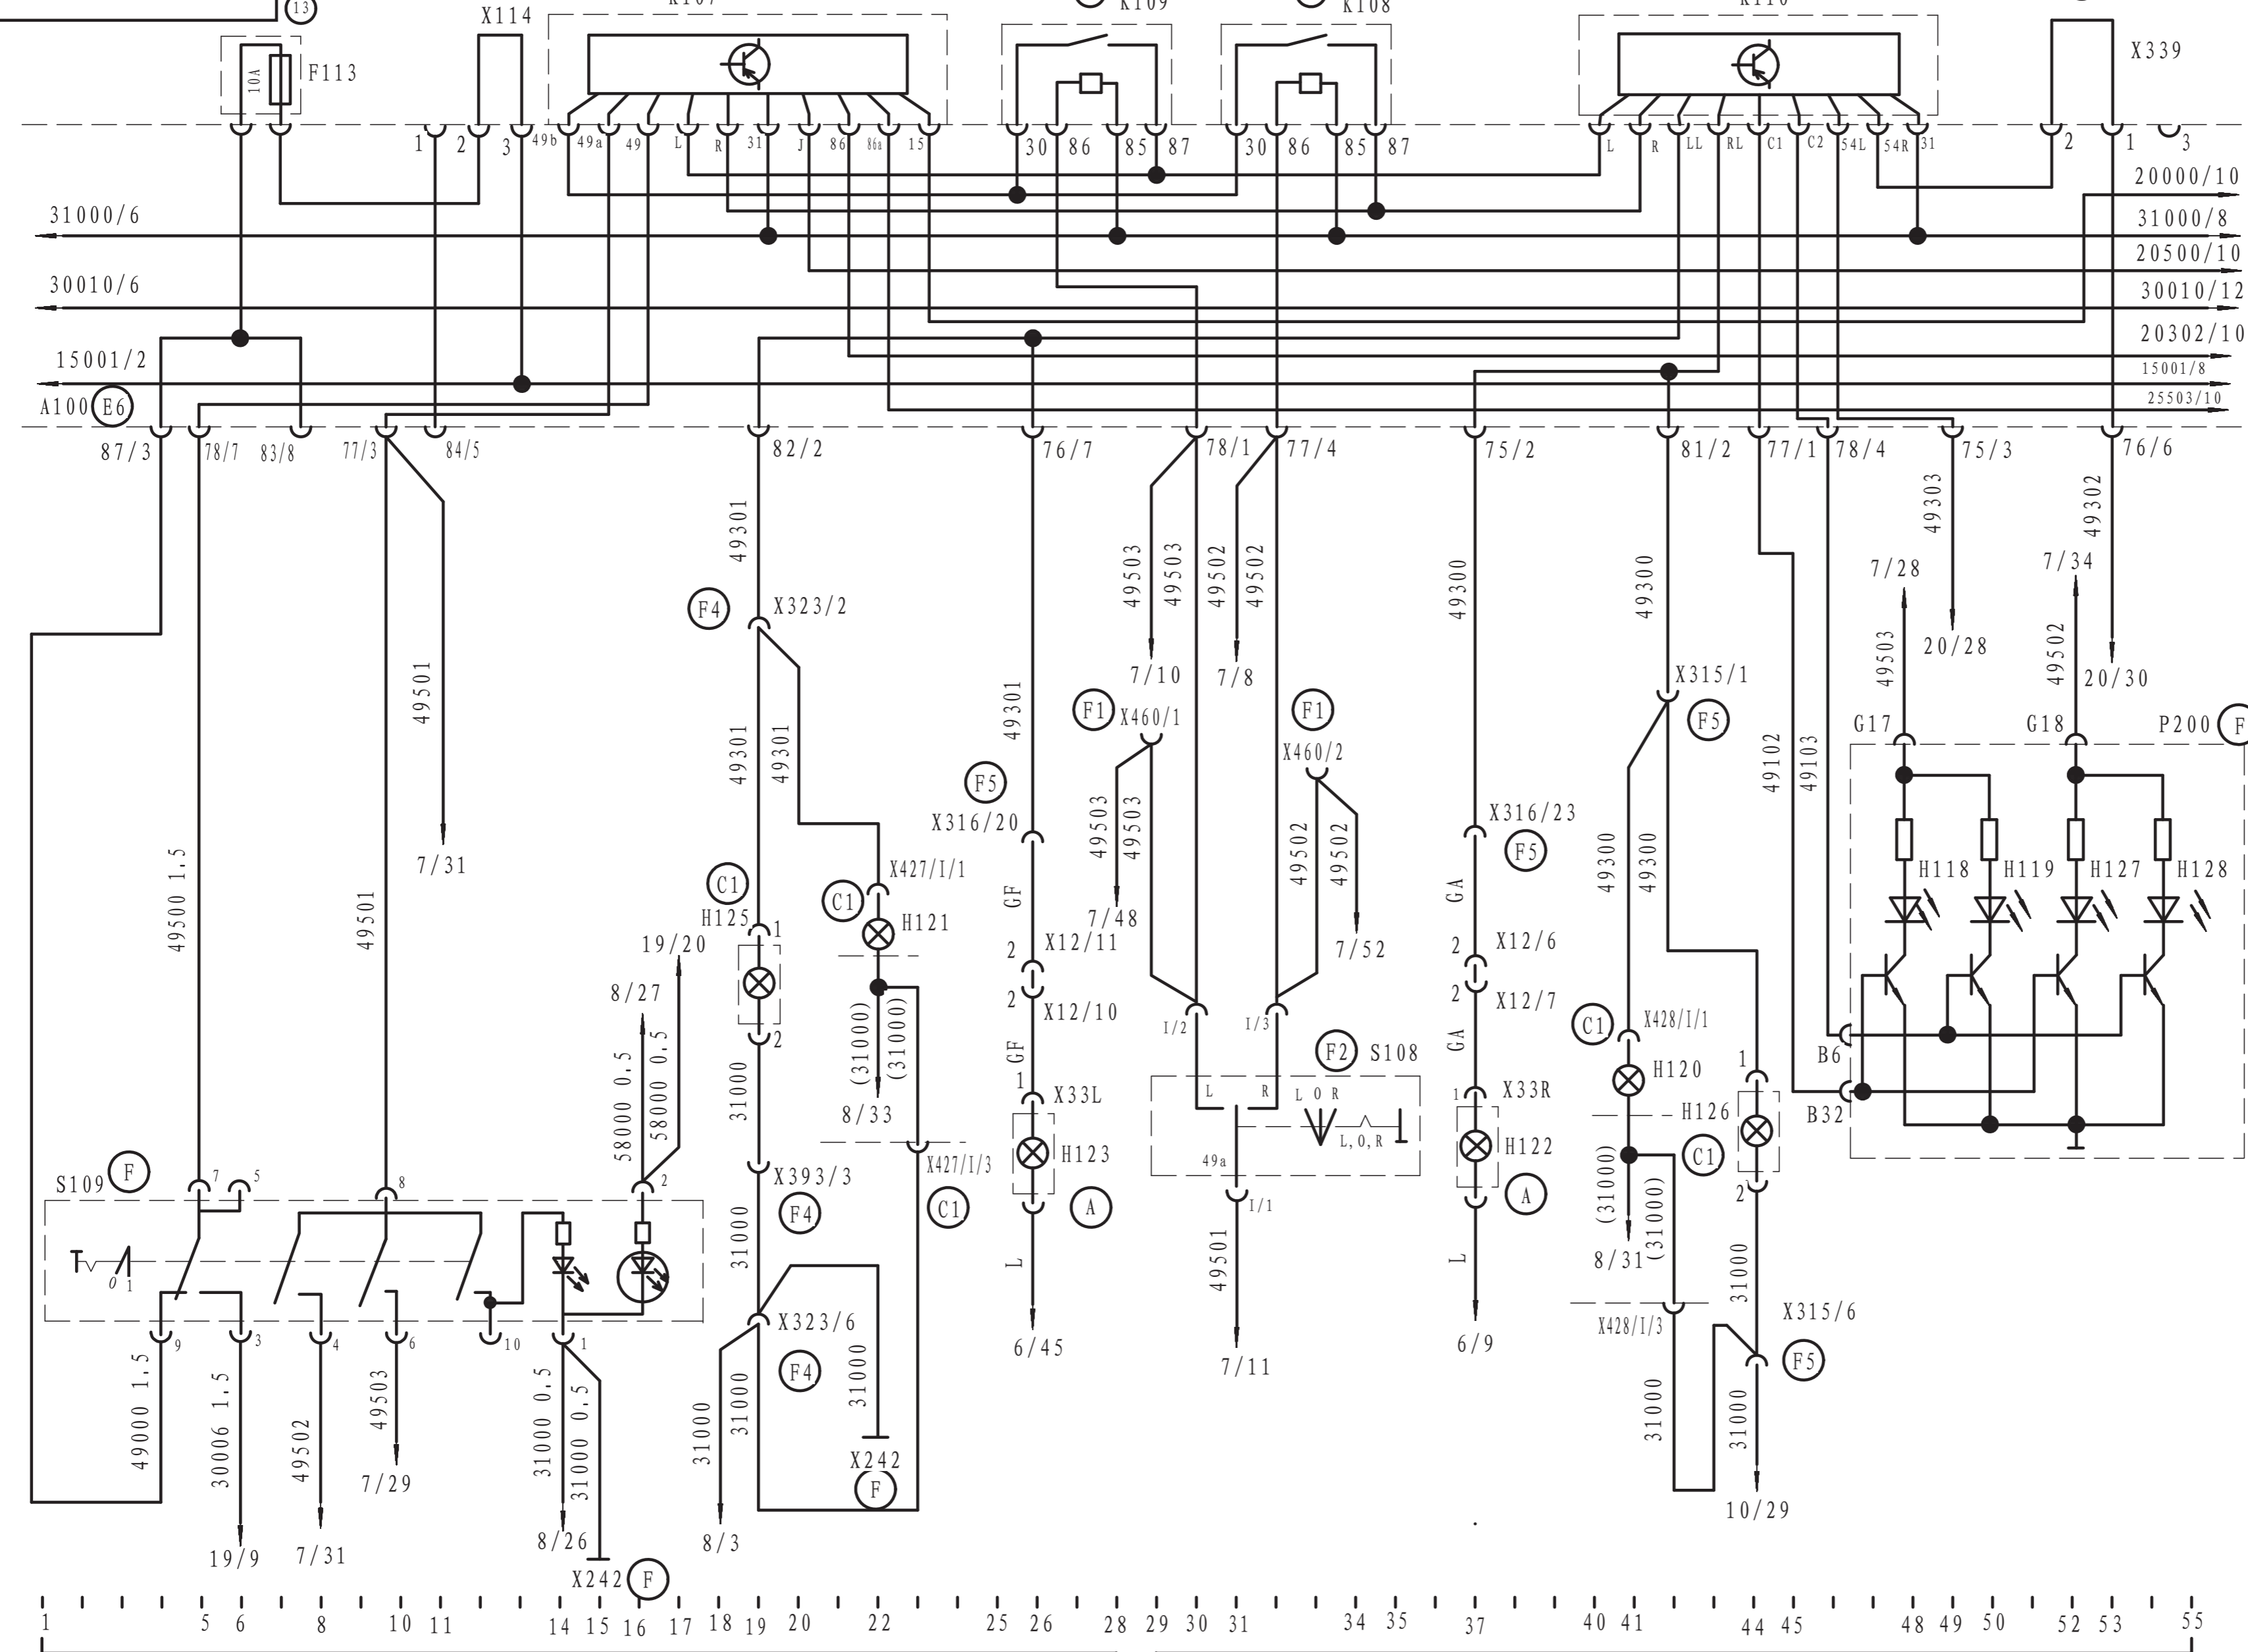 13
X114
K109
K108
X339
10A
F113
1 2 3 49b 49a 49 L R 31 J 86 86a 15 30 86 85 87 30 86 85 87 L R LL RL C1 C2 54L 54R 31 2 1 3
20000/10
31000/6
31000/8
20500/10
30010/6
30010/12
20302/10
15001/2
15001/8
A100 E6
25503/10
87/3 78/7 83/8 77/3 84/5 82/2 76/7 78/1 77/4 75/2 81/2 77/1 78/4 75/3 76/6
49301
49503
49503
49502
49502
49300
49300
49303
49302
7/28
7/34
F4 X323/2
20/28
49503
49502
20/30
49501
7/10 7/8
X315/1
F5
49301
F1 X460/1
F1
X460/2
49301
49301
49102
49103
G17 G18 P200 F
F5
X316/20
X316/23
F5
49503
49503
49502
49502
49300
49300
7/31
49500 1.5
49501
C1
H125
1
X427/I/1
C1
H121
GF
GA
7/48
7/52
H118 H119 H127 H128
19/20
2 X12/11
2 X12/6
8/27
2 X12/10
2 X12/7
2
(31000)
(31000)
I/2 I/3
C1 X428/I/1
H120
B6
B32
58000 0.5
58000 0.5
31000
8/33
GF
GA
F2 S108
L R L O R
L,O,R
49a
1 X33L
H123
A
1 X33R
H122
A
1
H126
C1
2
S109 F
7 5 8 2
X393/3
F4
X427/I/3
C1
I/1
(31000)
(31000)
8/31
0 1
31000
L
49501
L
31000
X428/I/3
X315/6
F5
9 3 4 6 10 1
X323/6
F4
6/45
7/11
6/9
49000 1.5
30006 1.5
49502
49503
31000 0.5
31000 0.5
31000
31000
31000
31000
31000
7/29
X242
F
10/29
19/9 7/31 8/26 8/3
X242 F
1 5 6 8 10 11 14 15 16 17 18 19 20 22 25 26 28 29 30 31 34 35 37 40 41 44 45 48 49 50 52 53 55